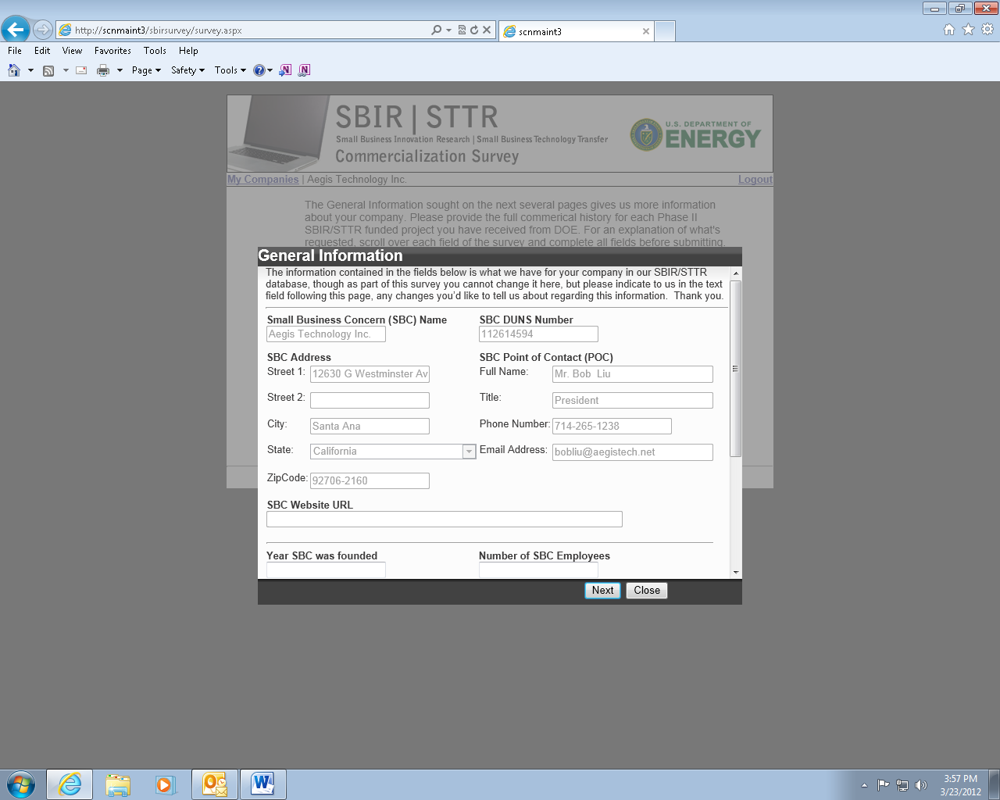 http://scnmaint3/sbirsurvey/survey.aspx
scnmaint3
File Edit View Favorites Tools Help
Page Safety Tools
SBIR | STTR
Small Business Innovation Research | Small Business Technology Transfer
Commercialization Survey
U.S. DEPARTMENT OF
ENERGY
My Companies | Aegis Technology Inc. Logout
The General Information sought on the next several pages gives us more information
about your company. Please provide the full commerical history for each Phase II
SBIR/STTR funded project you have received from DOE. For an explanation of what's
requested, scroll over each field of the survey and complete all fields before submitting.
General Information
The information contained in the fields below is what we have for your company in our SBIR/STTR
database, though as part of this survey you cannot change it here, but please indicate to us in the text
field following this page, any changes you'd like to tell us about regarding this information. Thank you.
Small Business Concern (SBC) Name SBC DUNS Number
Aegis Technology Inc. 112614594
SBC Address SBC Point of Contact (POC)
Street 1: 12630 G Westminster Av Full Name: Mr. Bob Liu
Street 2: Title: President
City: Santa Ana Phone Number: 714-265-1238
State: California Email Address: bobliu@aegistech.net
ZipCode: 92706-2160
SBC Website URL
Year SBC was founded Number of SBC Employees
Next Close
3:57 PM
3/23/2012